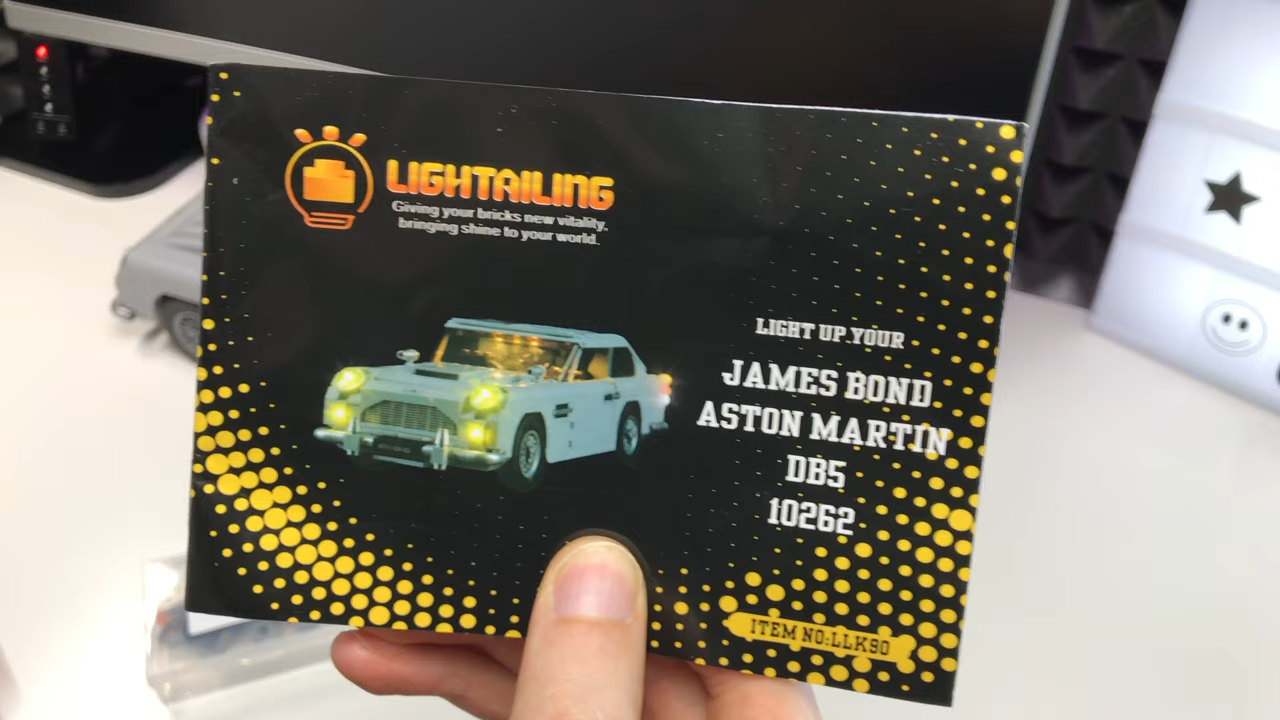 LIGHTAILING
Giving your bricks new vitality,
bringing shine to your world.
LIGHT UP YOUR
JAMES BOND
ASTON MARTIN
DB5
10262
ITEM NO:LLK90